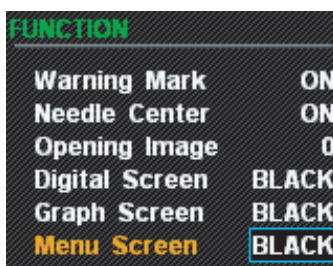 FUNCTION
Warning Mark ON
Needle Center ON
Opening Image 0
Digital Screen BLACK
Graph Screen BLACK
Menu Screen BLACK